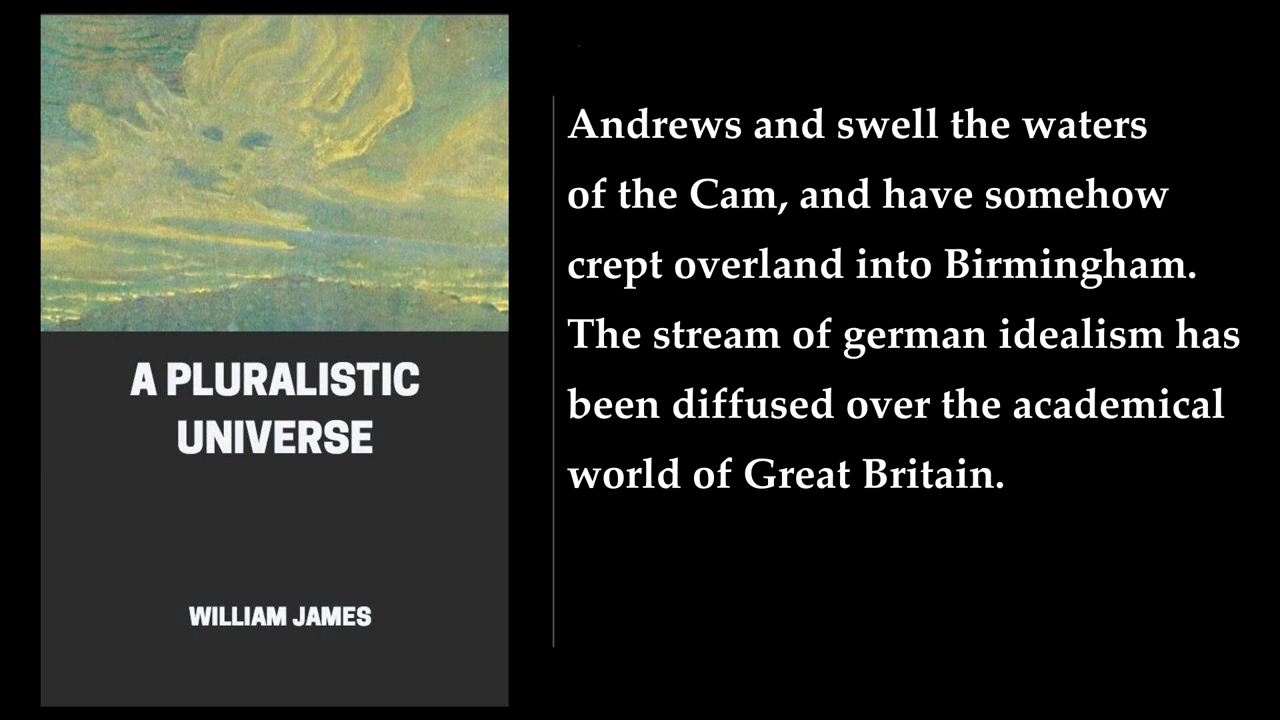 A PLURALISTIC
UNIVERSE
WILLIAM JAMES
Andrews and swell the waters
of the Cam, and have somehow
crept overland into Birmingham.
The stream of german idealism has
been diffused over the academical
world of Great Britain.